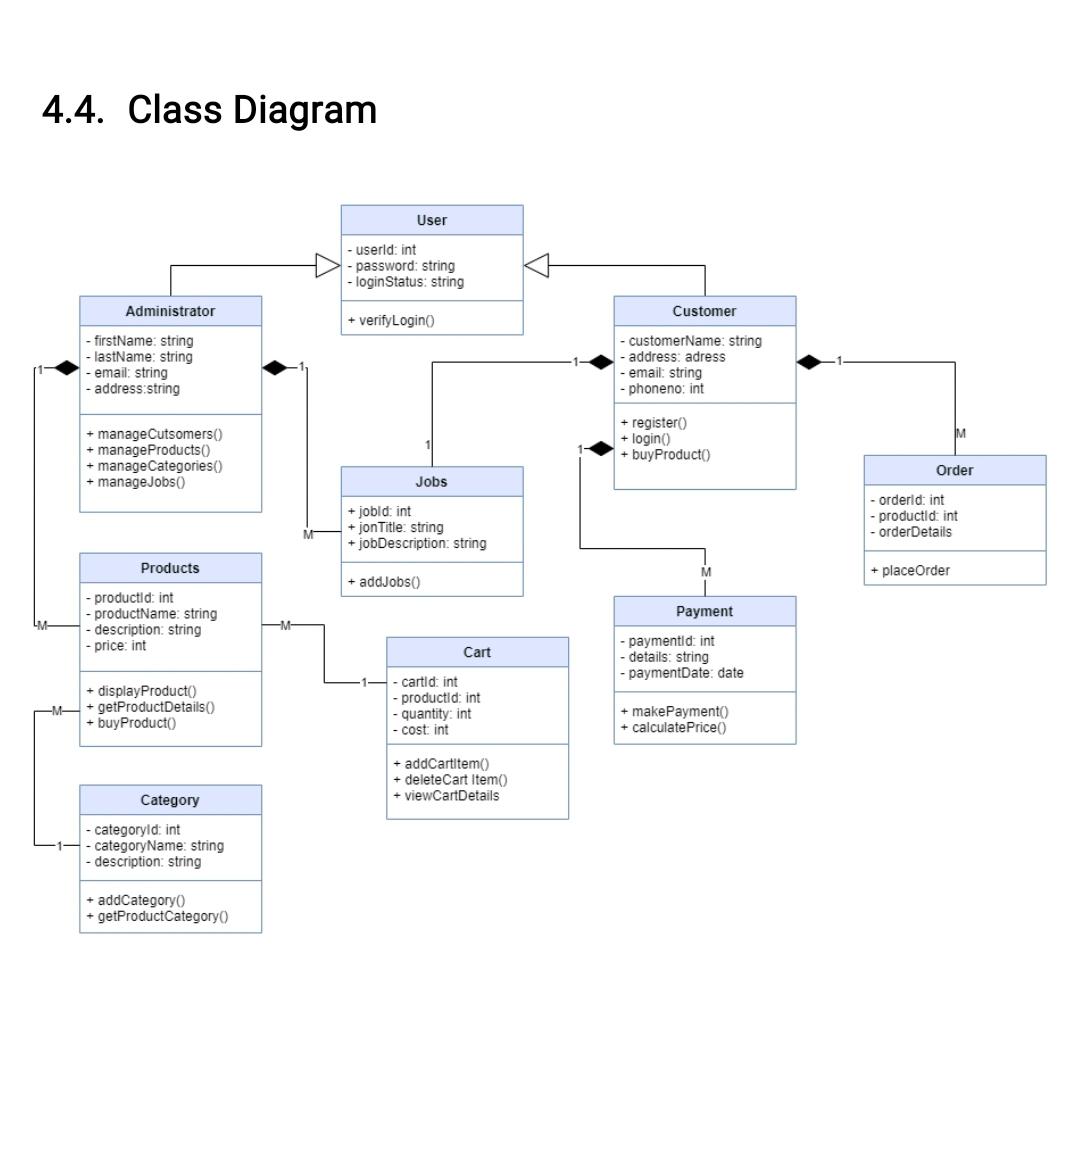 4.4. Class Diagram
User
- userId: int
- password: string
- loginStatus: string
+ verifyLogin()
Administrator
- firstName: string
- lastName: string
- email: string
- address:string
+ manageCutsomers()
+ manageProducts()
+ manageCategories()
+ manageJobs()
Customer
- customerName: string
- address: adress
- email: string
- phoneno: int
+ register()
+ login()
+ buyProduct()
1
1
1
1
1
1
M
M
M
Jobs
+ jobId: int
+ jonTitle: string
+ jobDescription: string
+ addJobs()
Order
- orderId: int
- productId: int
- orderDetails
+ placeOrder
Products
- productId: int
- productName: string
- description: string
- price: int
+ displayProduct()
+ getProductDetails()
+ buyProduct()
M
M
1
M
1
Cart
- cartId: int
- productId: int
- quantity: int
- cost: int
+ addCartItem()
+ deleteCart Item()
+ viewCartDetails
Payment
- paymentId: int
- details: string
- paymentDate: date
+ makePayment()
+ calculatePrice()
Category
- categoryId: int
- categoryName: string
- description: string
+ addCategory()
+ getProductCategory()